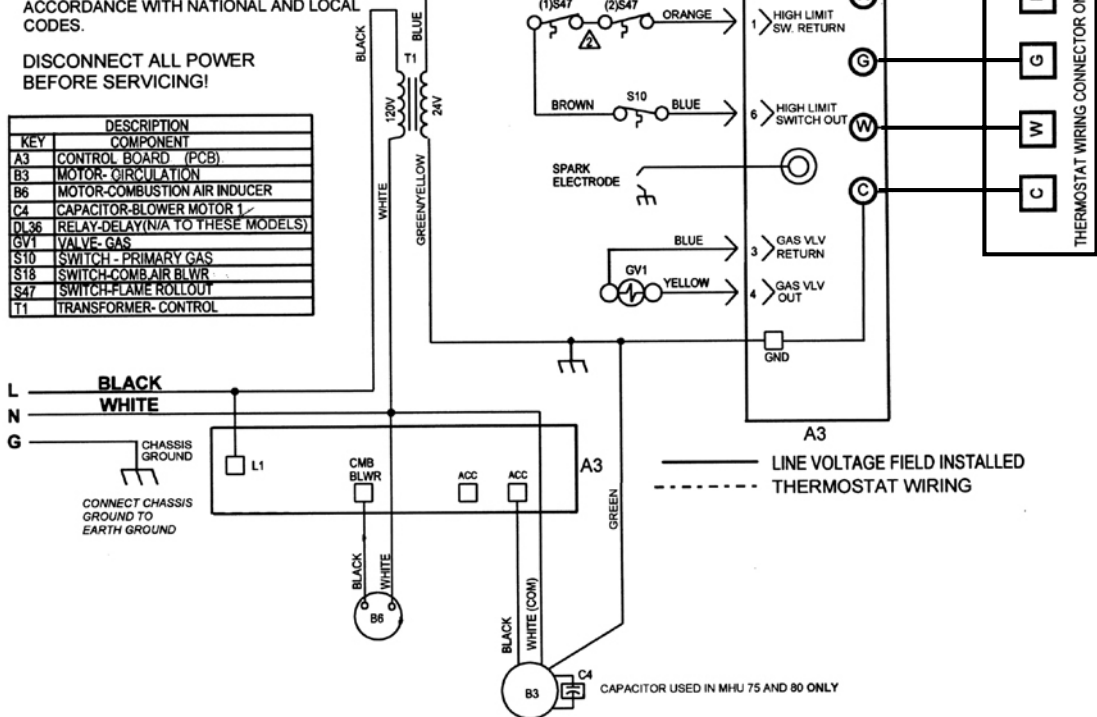 ACCORDANCE WITH NATIONAL AND LOCAL
CODES.
DISCONNECT ALL POWER
BEFORE SERVICING!
DESCRIPTION
KEY COMPONENT
A3 CONTROL BOARD (PCB)
B3 MOTOR- CIRCULATION
B6 MOTOR-COMBUSTION AIR INDUCER
C4 CAPACITOR-BLOWER MOTOR 1
DL36 RELAY-DELAY(N/A TO THESE MODELS)
GV1 VALVE- GAS
S10 SWITCH - PRIMARY GAS
S18 SWITCH-COMB.AIR BLWR
S47 SWITCH-FLAME ROLLOUT
T1 TRANSFORMER- CONTROL
BLACK
BLUE
T1
120V
24V
WHITE
GREEN/YELLOW
(1)S47 (2)S47
2
ORANGE
1 HIGH LIMIT
SW. RETURN
BROWN
S10
BLUE
6 HIGH LIMIT
SWITCH OUT
SPARK
ELECTRODE
BLUE
3 GAS VLV
RETURN
GV1
YELLOW
4 GAS VLV
OUT
GND
G
W
C
G
W
C
THERMOSTAT WIRING CONNECTOR
A3
L BLACK
N WHITE
G
CHASSIS
GROUND
CONNECT CHASSIS
GROUND TO
EARTH GROUND
L1
CMB
BLWR
ACC
ACC
A3
LINE VOLTAGE FIELD INSTALLED
THERMOSTAT WIRING
GREEN
BLACK
WHITE
B6
BLACK
WHITE (COM)
B3
C4
CAPACITOR USED IN MHU 75 AND 80 ONLY